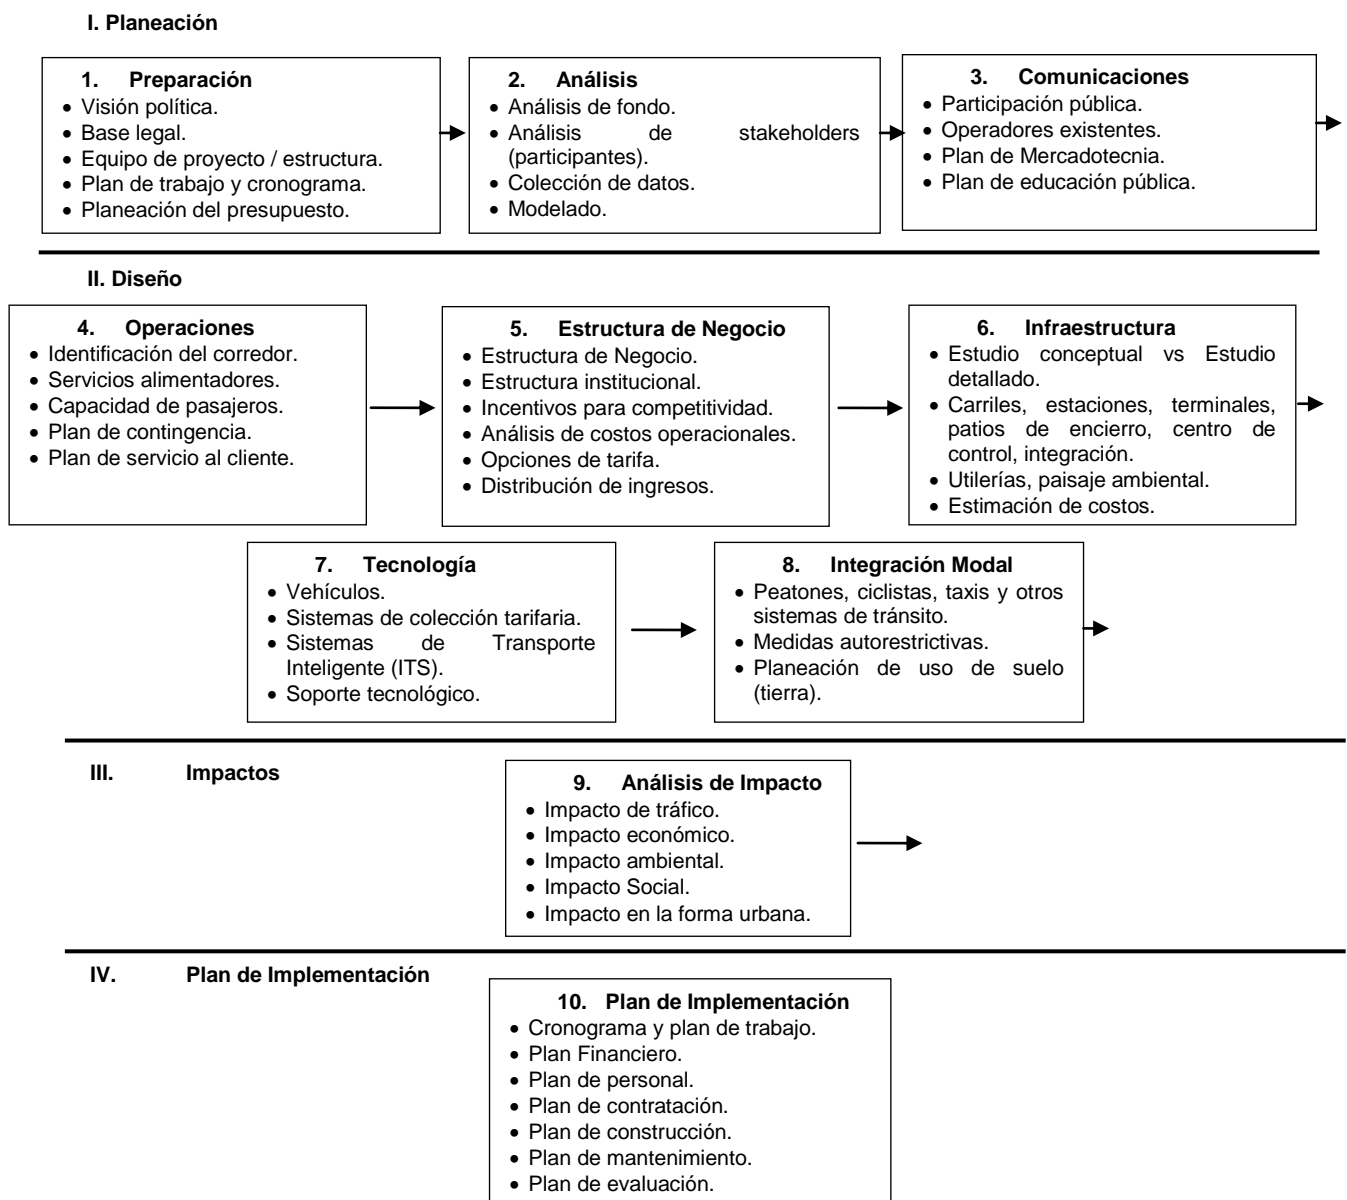 I. Planeación
1. Preparación
• Visión política.
• Base legal.
• Equipo de proyecto / estructura.
• Plan de trabajo y cronograma.
• Planeación del presupuesto.
2. Análisis
• Análisis de fondo.
• Análisis de stakeholders
(participantes).
• Colección de datos.
• Modelado.
3. Comunicaciones
• Participación pública.
• Operadores existentes.
• Plan de Mercadotecnia.
• Plan de educación pública.
II. Diseño
4. Operaciones
• Identificación del corredor.
• Servicios alimentadores.
• Capacidad de pasajeros.
• Plan de contingencia.
• Plan de servicio al cliente.
5. Estructura de Negocio
• Estructura de Negocio.
• Estructura institucional.
• Incentivos para competitividad.
• Análisis de costos operacionales.
• Opciones de tarifa.
• Distribución de ingresos.
6. Infraestructura
• Estudio conceptual vs Estudio
detallado.
• Carriles, estaciones, terminales,
patios de encierro, centro de
control, integración.
• Utilerías, paisaje ambiental.
• Estimación de costos.
7. Tecnología
• Vehículos.
• Sistemas de colección tarifaria.
• Sistemas de Transporte
Inteligente (ITS).
• Soporte tecnológico.
8. Integración Modal
• Peatones, ciclistas, taxis y otros
sistemas de tránsito.
• Medidas autorestrictivas.
• Planeación de uso de suelo
(tierra).
III. Impactos
9. Análisis de Impacto
• Impacto de tráfico.
• Impacto económico.
• Impacto ambiental.
• Impacto Social.
• Impacto en la forma urbana.
IV. Plan de Implementación
10. Plan de Implementación
• Cronograma y plan de trabajo.
• Plan Financiero.
• Plan de personal.
• Plan de contratación.
• Plan de construcción.
• Plan de mantenimiento.
• Plan de evaluación.